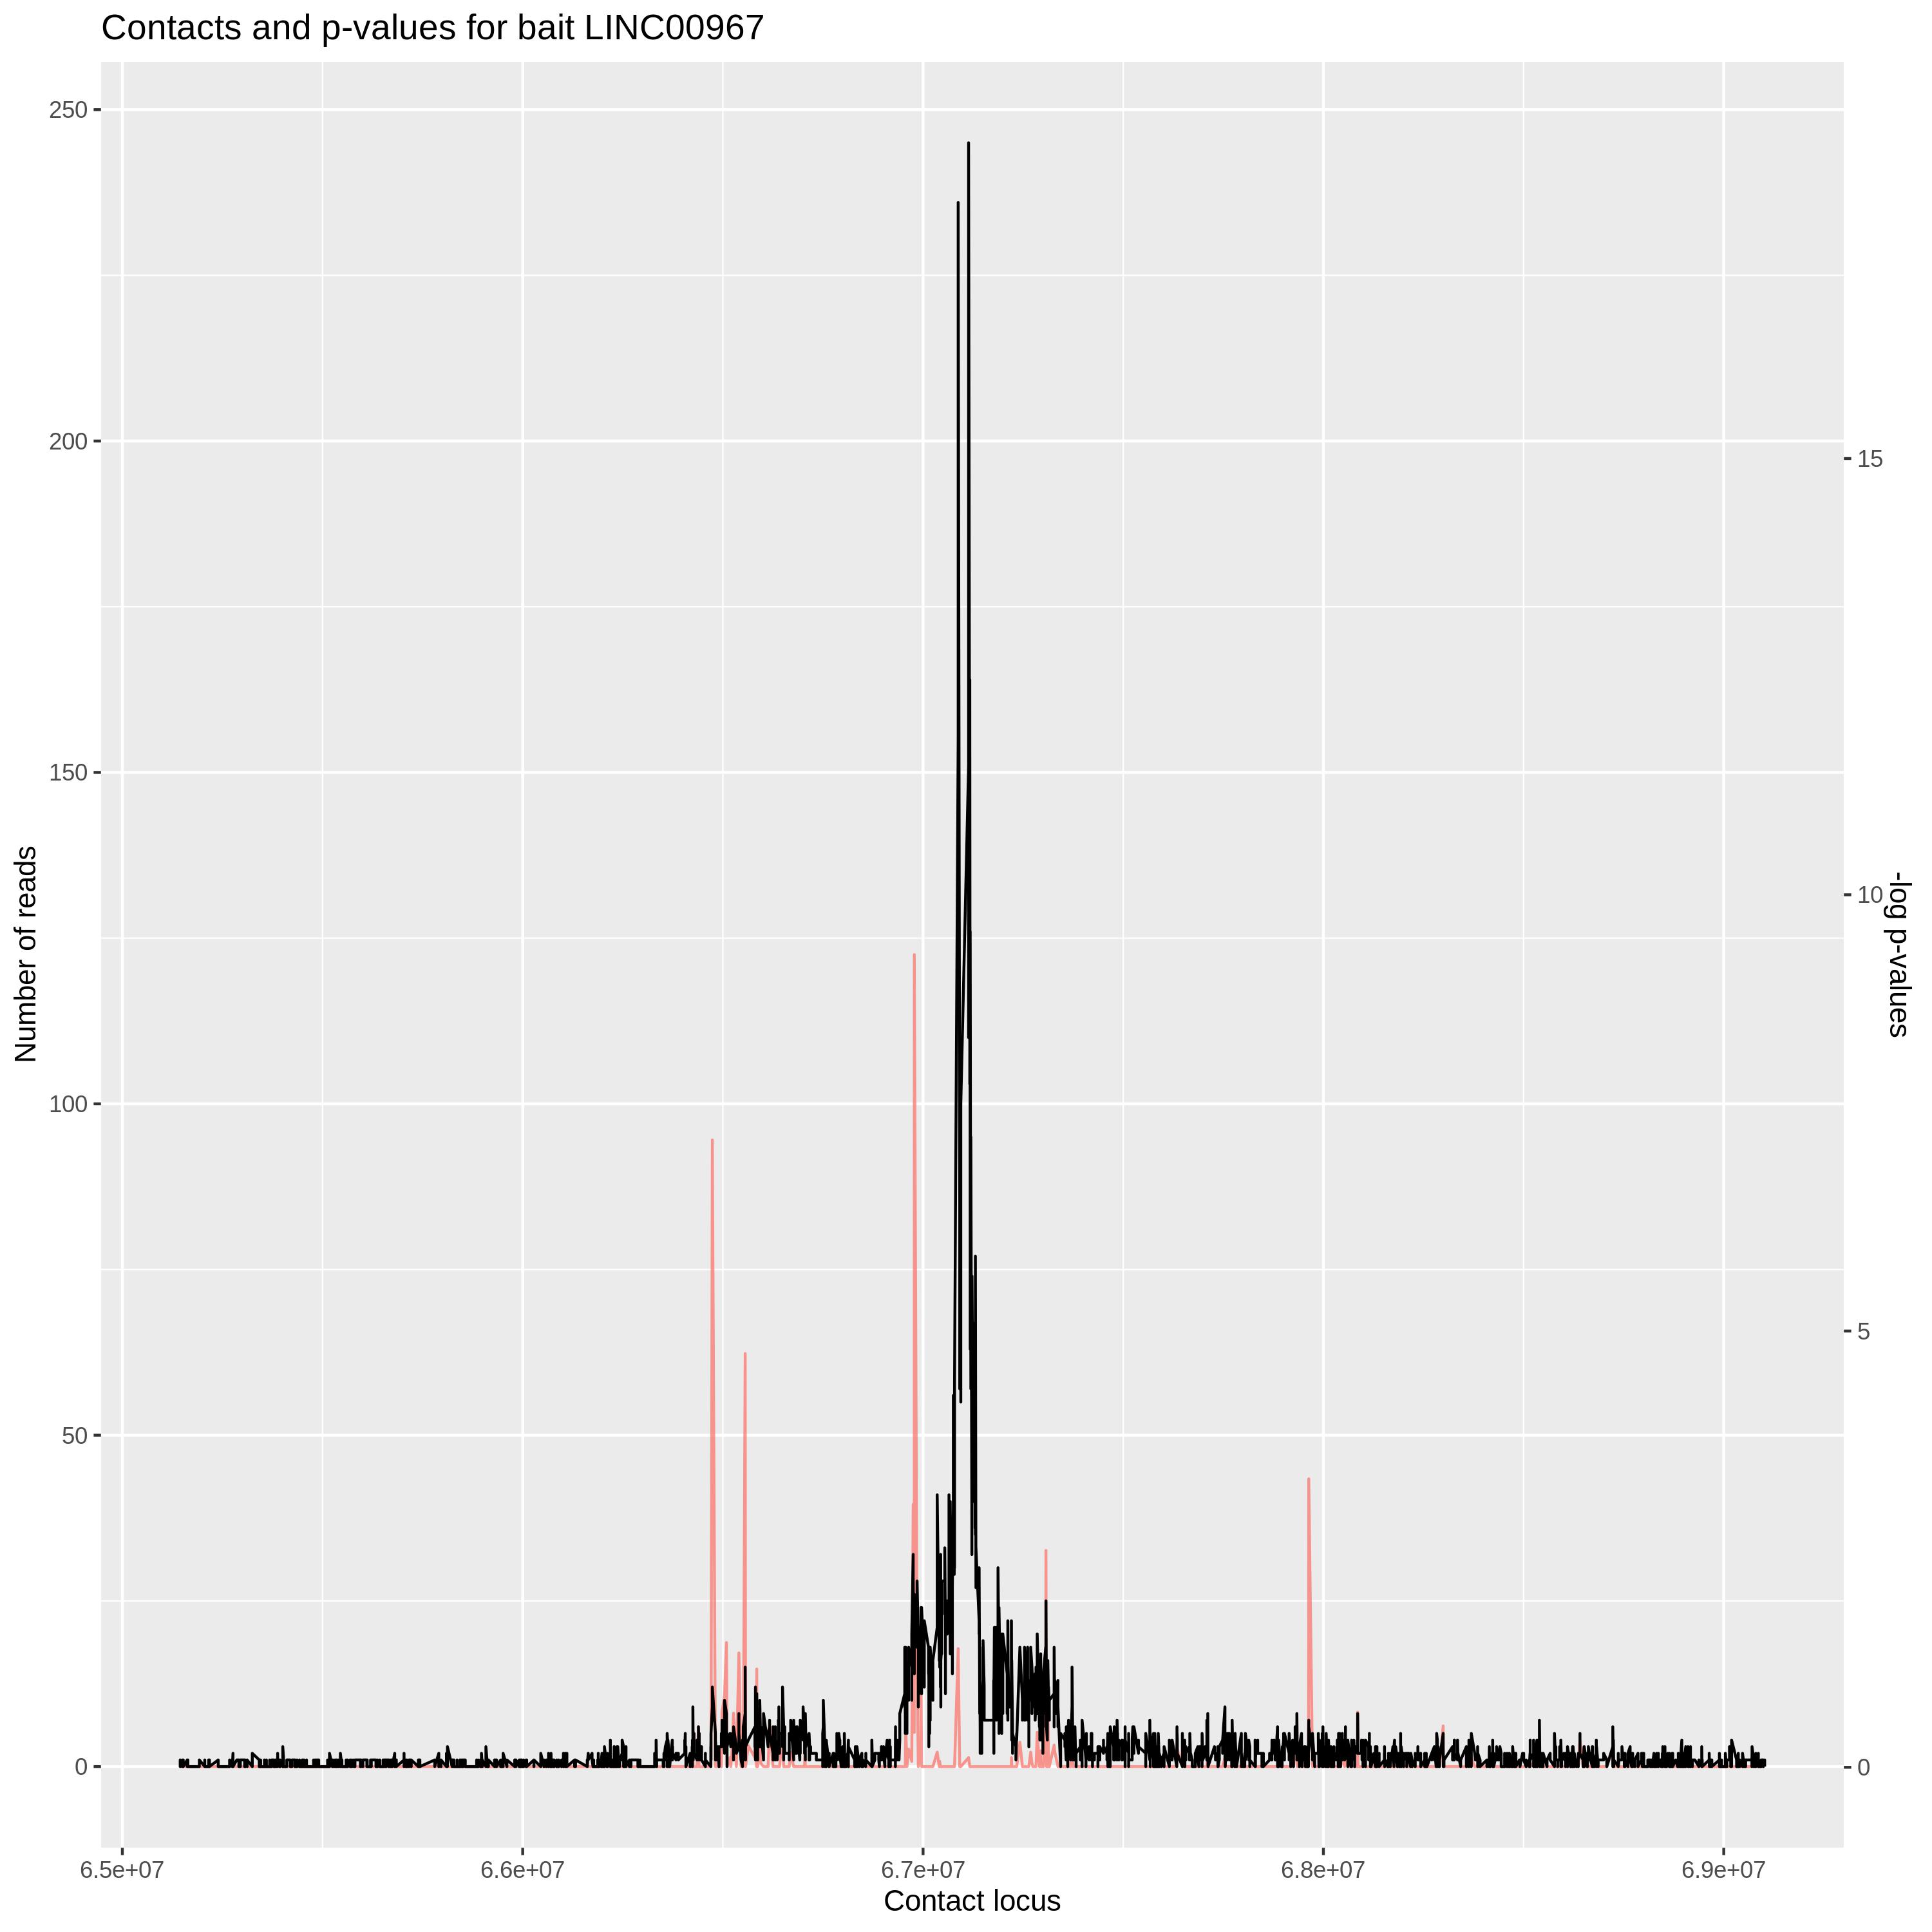 Contacts and p-values for bait LINC00967
250
200
150
100
50
0
Number of reads
15
10
5
0
-log p-values
6.5e+07
6.6e+07
6.7e+07
6.8e+07
6.9e+07
Contact locus